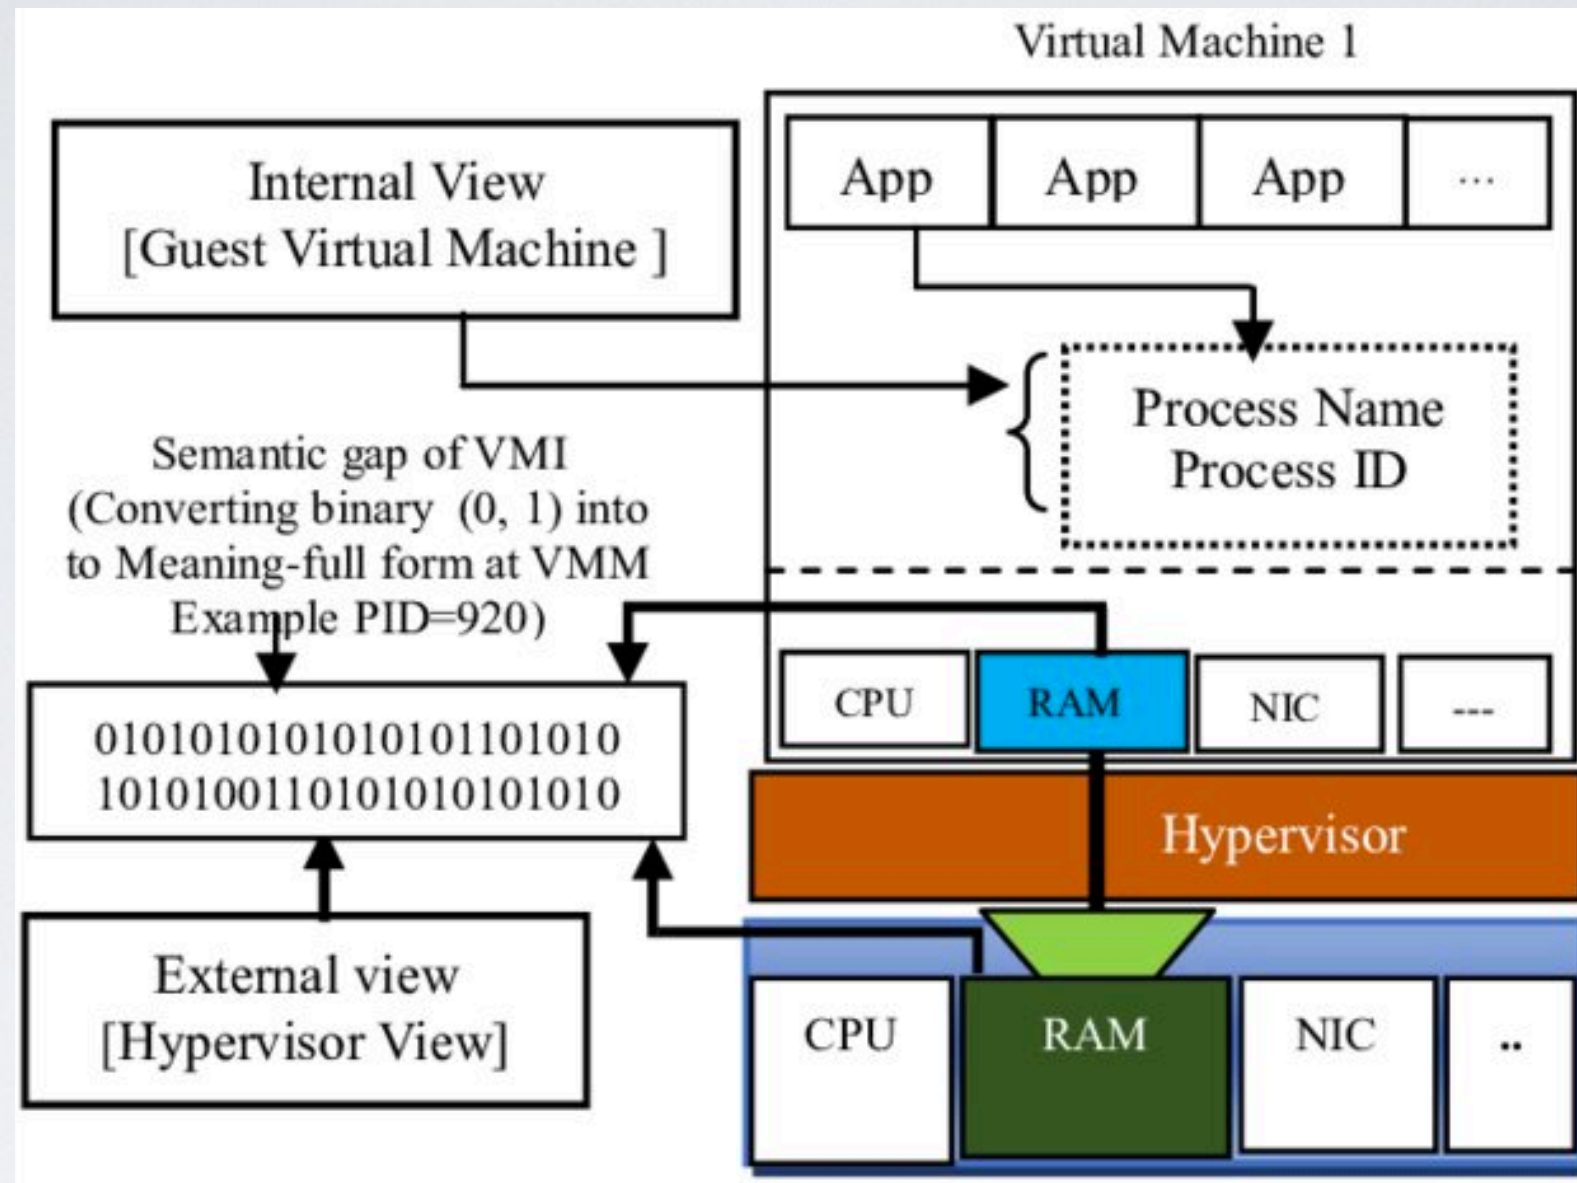 Virtual Machine 1
Internal View
[Guest Virtual Machine ]
App
App
App
...
Process Name
Process ID
Semantic gap of VMI
(Converting binary (0, 1) into
to Meaning-full form at VMM
Example PID=920)
CPU
RAM
NIC
---
0101010101010101101010
1010100110101010101010
Hypervisor
External view
[Hypervisor View]
CPU
RAM
NIC
..